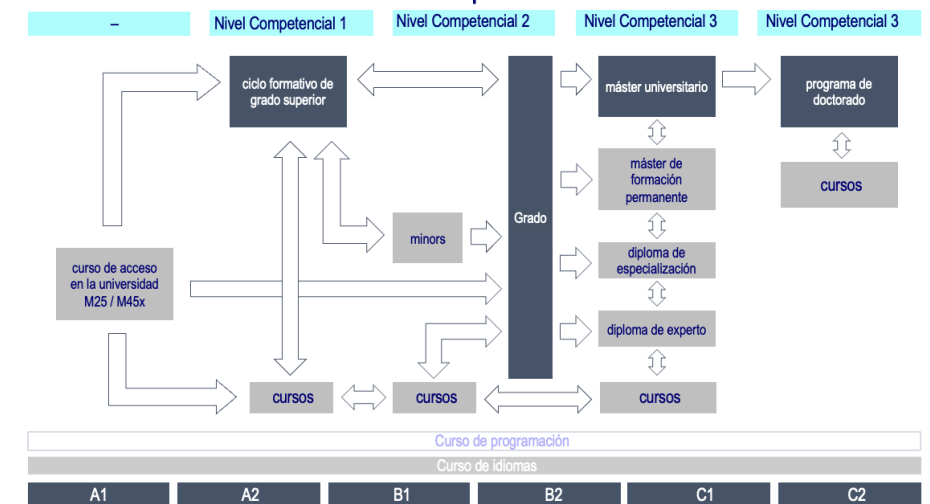 –
Nivel Competencial 1
Nivel Competencial 2
Nivel Competencial 3
Nivel Competencial 3
ciclo formativo de
grado superior
máster universitario
programa de
doctorado
máster de
formación
permanente
cursos
Grado
minors
curso de acceso
en la universidad
M25 / M45x
diploma de
especialización
diploma de experto
cursos
cursos
cursos
Curso de programación
Curso de idiomas
A1
A2
B1
B2
C1
C2